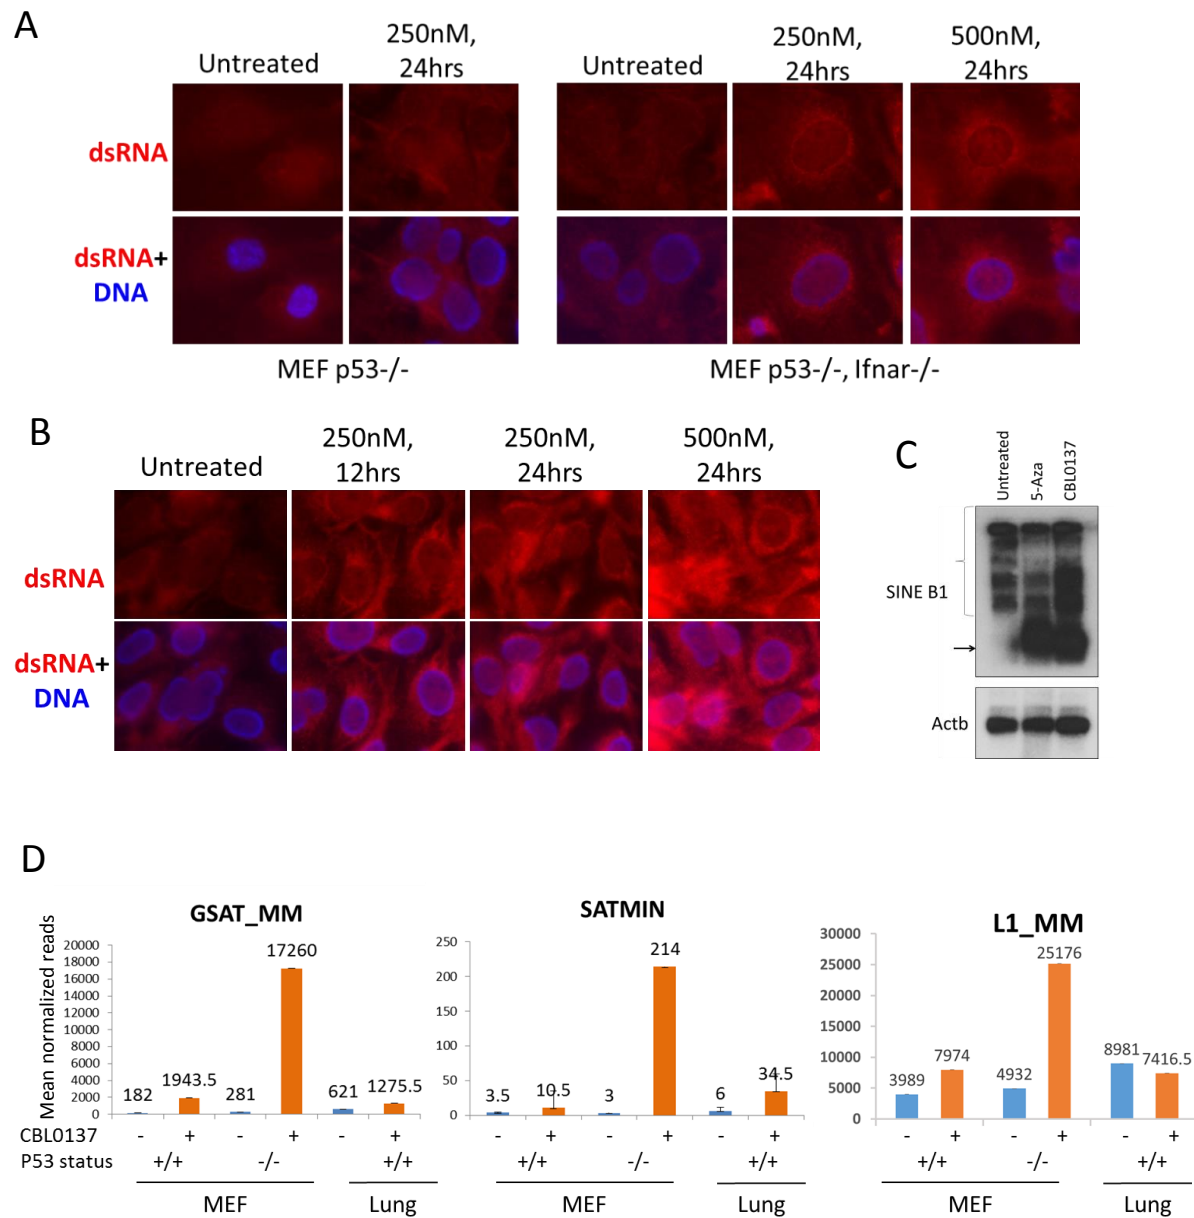 A
Untreated
250nM,
24hrs
Untreated
250nM,
24hrs
500nM,
24hrs
dsRNA
dsRNA+
DNA
MEF p53-/-
MEF p53-/-, Ifnar-/-
B
Untreated
250nM,
12hrs
250nM,
24hrs
500nM,
24hrs
dsRNA
dsRNA+
DNA
C
Untreated
5-Aza
CBL0137
SINE B1
Actb
D
Mean normalized reads
GSAT_MM
20000
18000
16000
14000
12000
10000
8000
6000
4000
2000
0
182
1943.5
281
17260
621
1275.5
SATMIN
250
200
150
100
50
0
3.5
10.5
3
214
6
34.5
L1_MM
30000
25000
20000
15000
10000
5000
0
3989
7974
4932
25176
8981
7416.5
CBL0137 - + - + - + - + - + - + - + - + - +
P53 status +/+ -/- +/+ +/+ -/- +/+ +/+ -/- +/+
MEF Lung MEF Lung MEF Lung